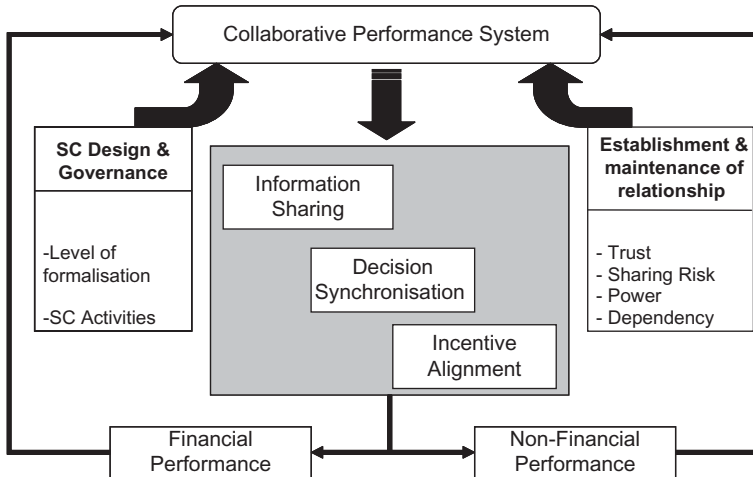 Collaborative Performance System
SC Design &
Governance
-Level of
formalisation
-SC Activities
Information
Sharing
Decision
Synchronisation
Incentive
Alignment
Establishment &
maintenance of
relationship
- Trust
- Sharing Risk
- Power
- Dependency
Financial
Performance
Non-Financial
Performance